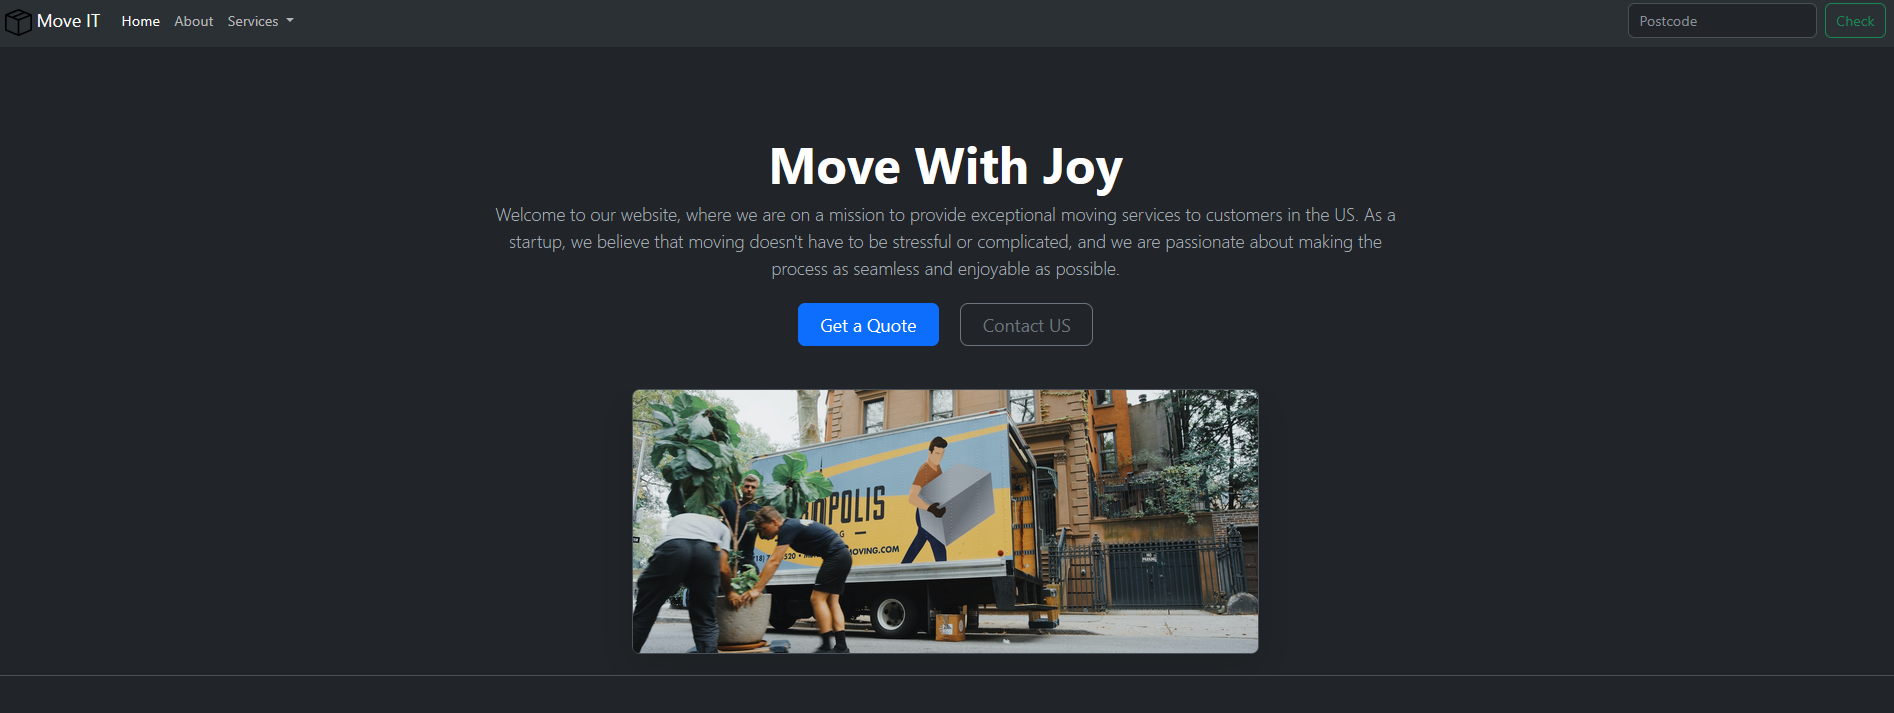 Move IT
Home
About
Services
Postcode
Check
Move With Joy
Welcome to our website, where we are on a mission to provide exceptional moving services to customers in the US. As a
startup, we believe that moving doesn't have to be stressful or complicated, and we are passionate about making the
process as seamless and enjoyable as possible.
Get a Quote
Contact US
OPOLIS
MOVING.COM
NO
PARKING